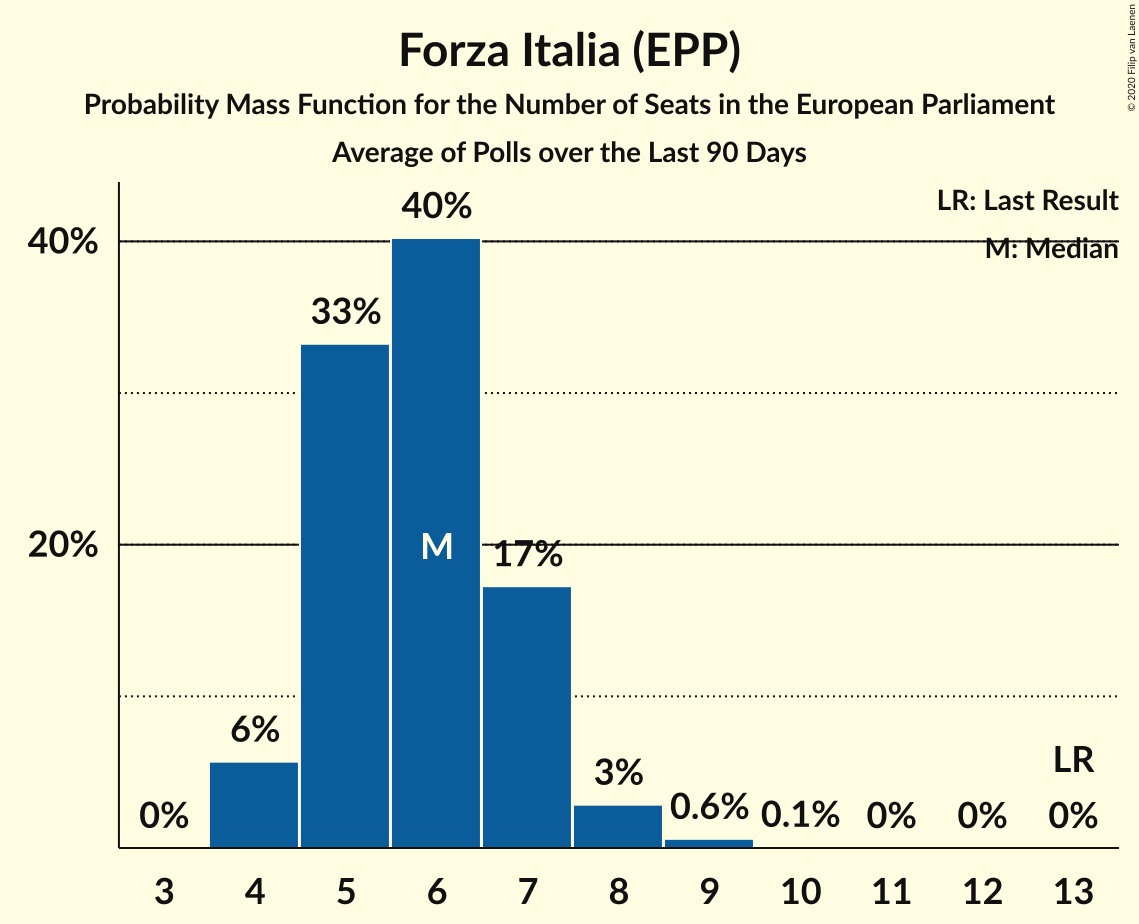 Forza Italia (EPP)
Probability Mass Function for the Number of Seats in the European Parliament
Average of Polls over the Last 90 Days
© 2020 Filip van Laenen
LR: Last Result
M: Median
40%
20%
0%
6%
33%
40%
M
17%
3%
0.6%
0.1%
0%
0%
LR
0%
3 4 5 6 7 8 9 10 11 12 13